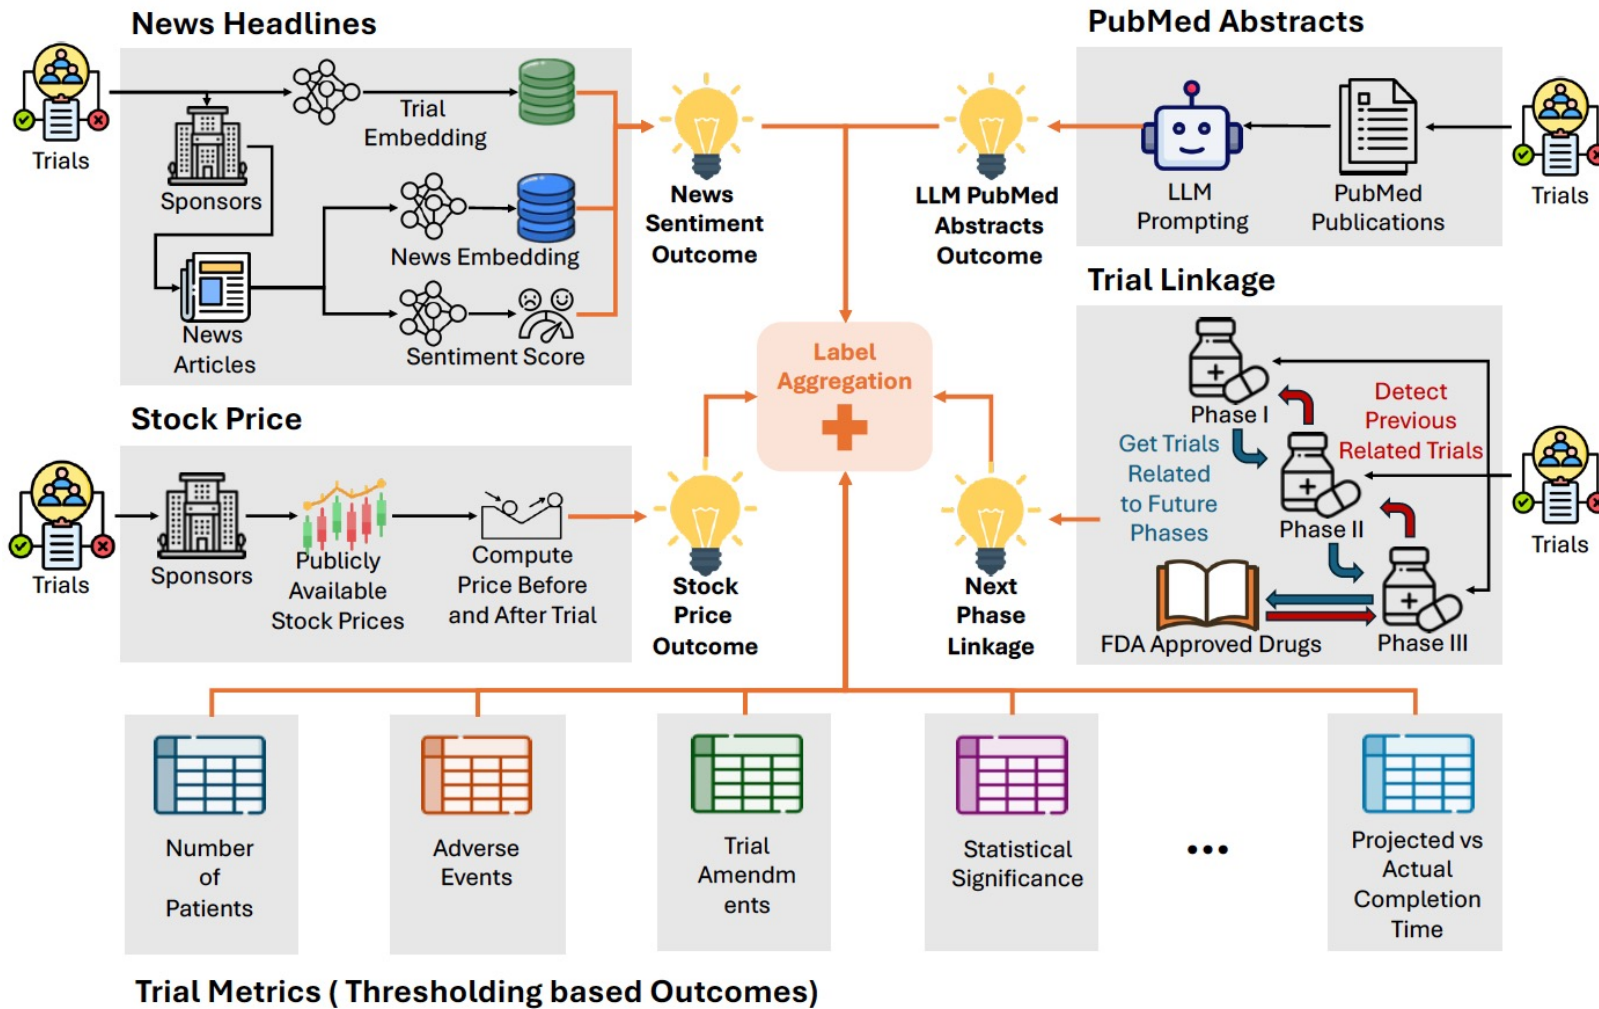 News Headlines
Trials
Trial
Embedding
Sponsors
News Embedding
News
Articles
Sentiment Score
News
Sentiment
Outcome
PubMed Abstracts
LLM PubMed
Abstracts
Outcome
LLM
Prompting
PubMed
Publications
Trials
Label
Aggregation
Stock Price
Trials
Sponsors
Publicly
Available
Stock Prices
Compute
Price Before
and After Trial
Stock
Price
Outcome
Trial Linkage
Next
Phase
Linkage
Phase I
Detect
Previous
Related Trials
Get Trials
Related
to Future
Phases
Phase II
FDA Approved Drugs
Phase III
Trials
Number
of
Patients
Adverse
Events
Trial
Amendm
ents
Statistical
Significance
...
Projected vs
Actual
Completion
Time
Trial Metrics ( Thresholding based Outcomes)